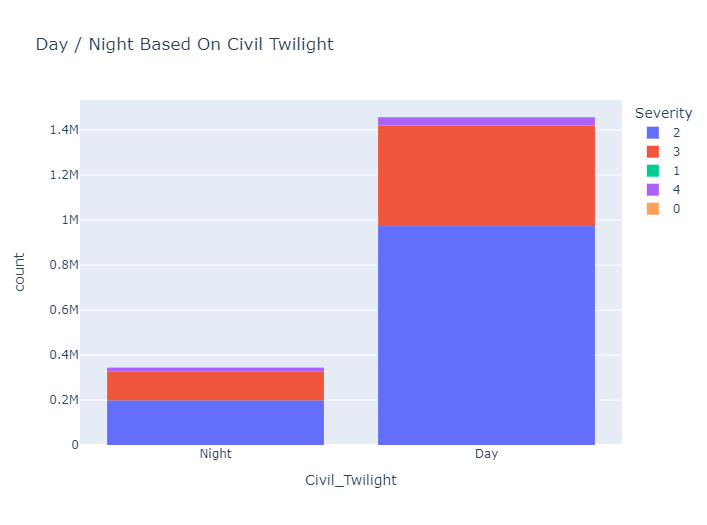 Day / Night Based On Civil Twilight
Severity
2
3
1
4
0
1.4M
1.2M
1M
0.8M
0.6M
0.4M
0.2M
0
count
Night
Day
Civil_Twilight